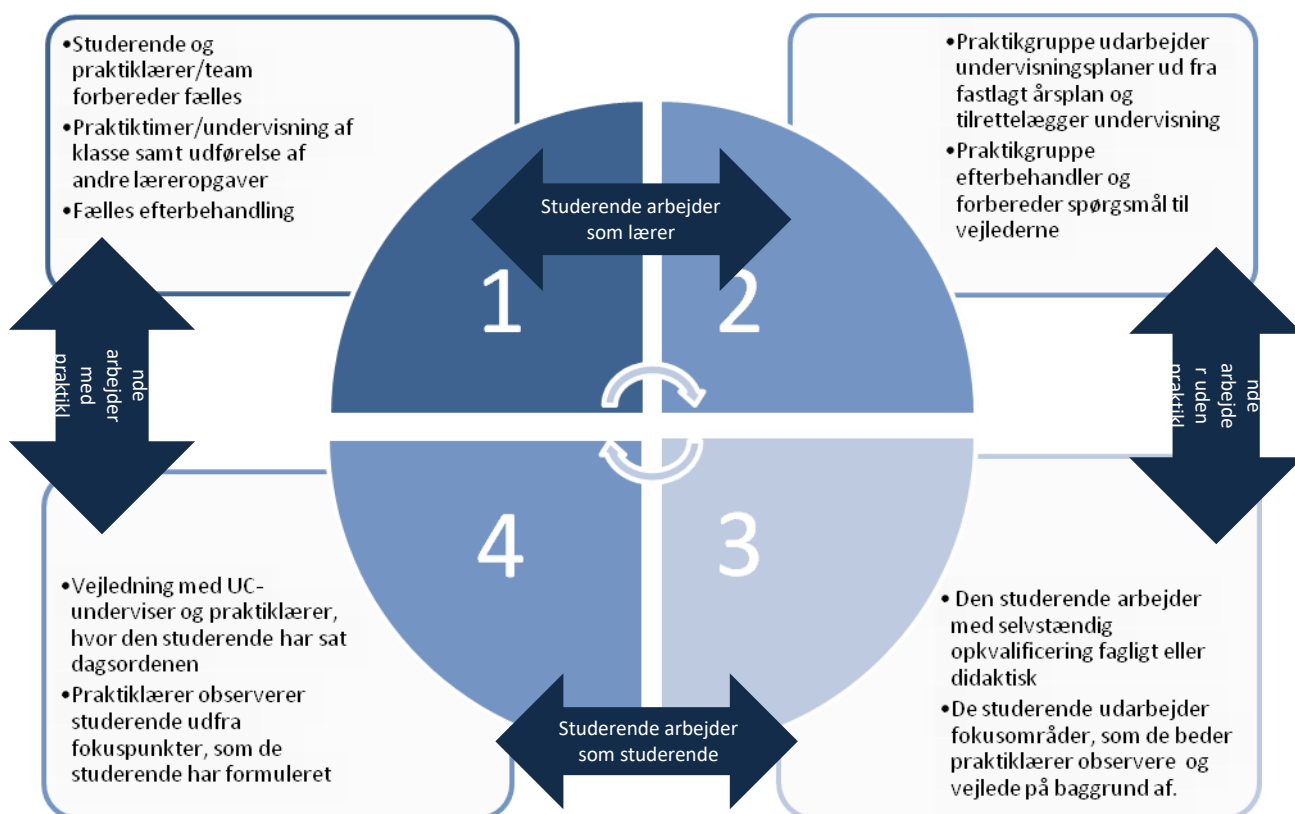 •Studerende og
praktiklærer/team
forbereder fælles
•Praktiktimer/undervisning af
klasse samt udførelse af
andre læreropgaver
•Fælles efterbehandling
•Praktikgruppe udarbejder
undervisningsplaner ud fra
fastlagt årsplan og
tilrettelægger undervisning
•Praktikgruppe
efterbehandler og
forbereder spørgsmål til
vejlederne
Studerende arbejder
som lærer
1
2
nde
arbejder
med
praktikl
nde
arbejde
r uden
praktikl
4
3
•Vejledning med UC-
underviser og praktiklærer,
hvor den studerende har sat
dagsordenen
•Praktiklærer observerer
studerende udfra
fokuspunkter, som de
studerende har formuleret
• Den studerende arbejder
med selvstændig
opkvalificering fagligt eller
didaktisk
•De studerende udarbejder
fokusområder, som de beder
praktiklærer observere og
vejlede på baggrund af.
Studerende arbejder
som studerende